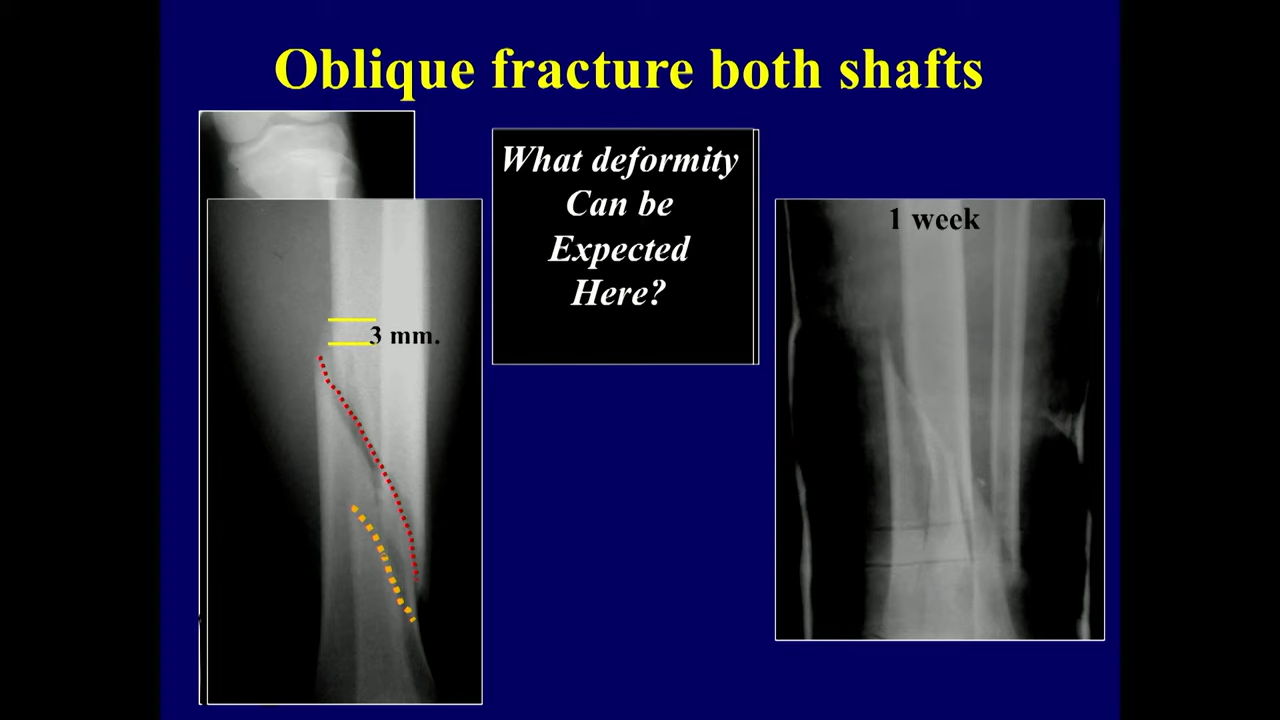 Oblique fracture both shafts
What deformity
Can be
Expected
Here?
3 mm.
1 week